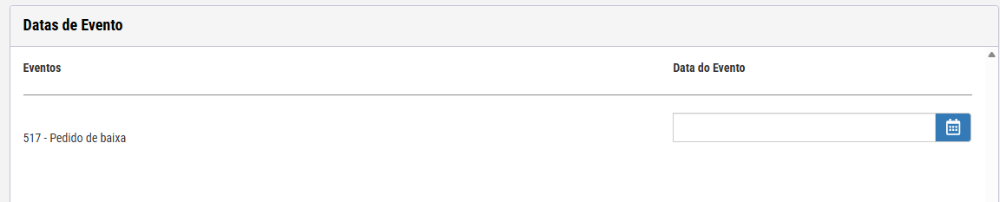 Datas de Evento
Eventos Data do Evento
517 - Pedido de baixa